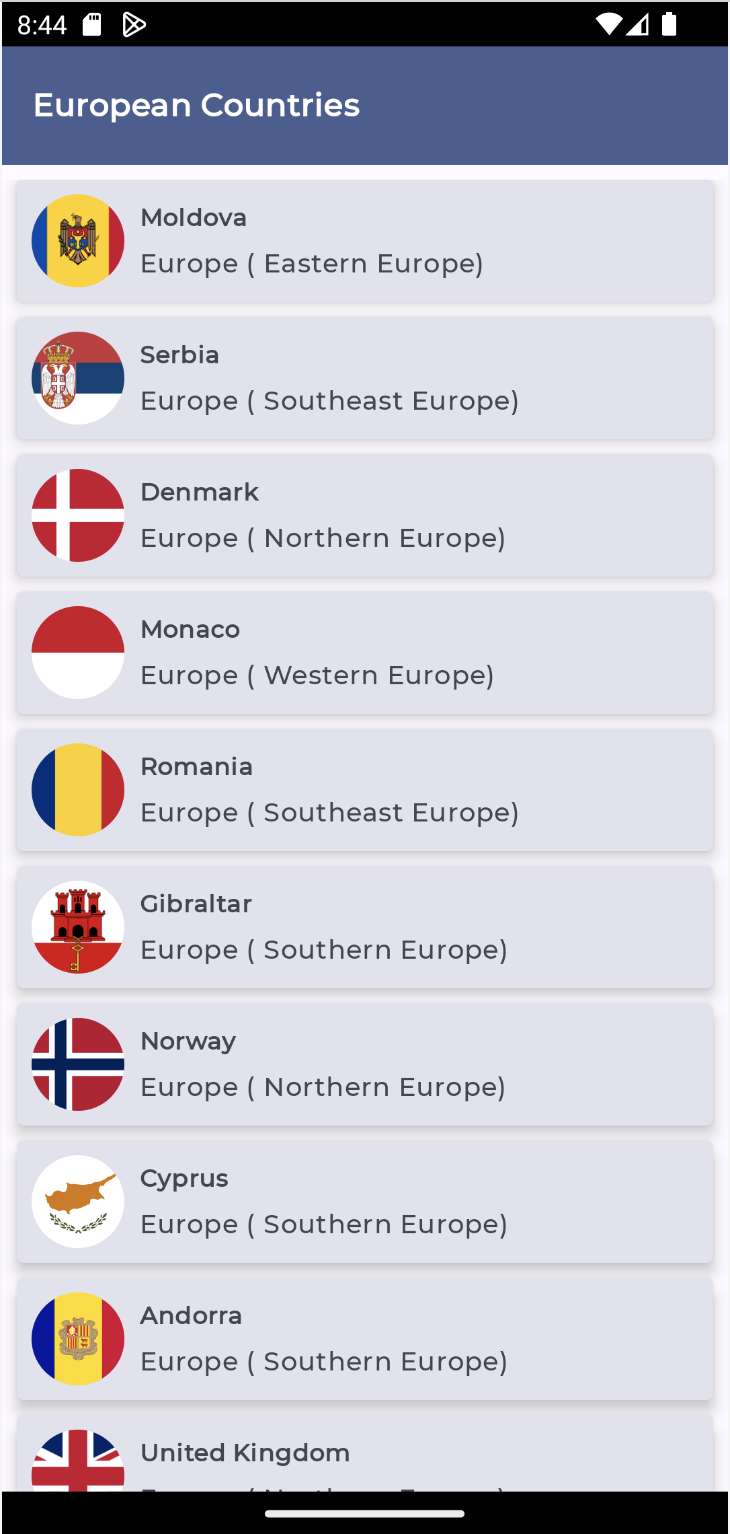 8:44
European Countries
Moldova
Europe ( Eastern Europe)
Serbia
Europe ( Southeast Europe)
Denmark
Europe ( Northern Europe)
Monaco
Europe ( Western Europe)
Romania
Europe ( Southeast Europe)
Gibraltar
Europe ( Southern Europe)
Norway
Europe ( Northern Europe)
Cyprus
Europe ( Southern Europe)
Andorra
Europe ( Southern Europe)
United Kingdom